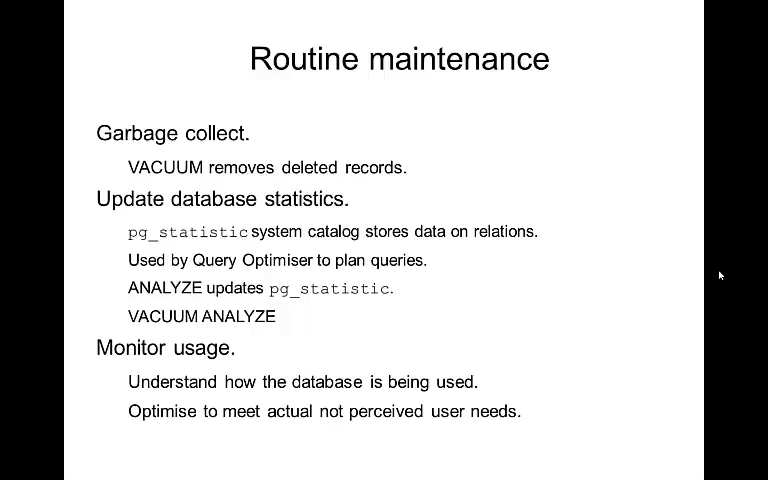 Routine maintenance
Garbage collect.
VACUUM removes deleted records.
Update database statistics.
pg_statistic system catalog stores data on relations.
Used by Query Optimiser to plan queries.
ANALYZE updates pg_statistic.
VACUUM ANALYZE
Monitor usage.
Understand how the database is being used.
Optimise to meet actual not perceived user needs.